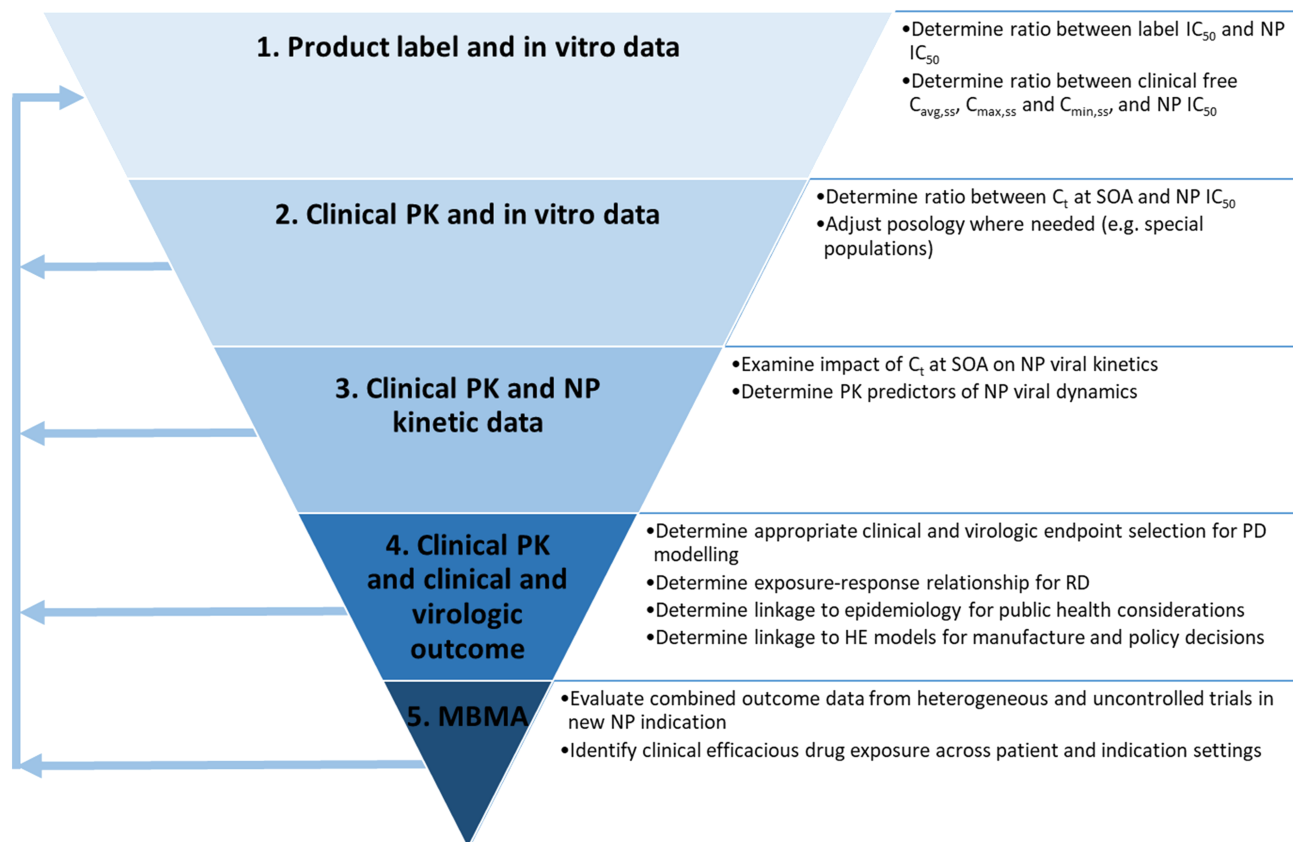 1. Product label and in vitro data
•Determine ratio between label IC50 and NP
IC50
•Determine ratio between clinical free
Cavg,ss, Cmax,ss and Cmin,ss, and NP IC50
2. Clinical PK and in vitro data
•Determine ratio between Ct at SOA and NP IC50
•Adjust posology where needed (e.g. special
populations)
3. Clinical PK and NP
kinetic data
•Examine impact of Ct at SOA on NP viral kinetics
•Determine PK predictors of NP viral dynamics
4. Clinical PK
and clinical and
virologic
outcome
•Determine appropriate clinical and virologic endpoint selection for PD
modelling
•Determine exposure-response relationship for RD
•Determine linkage to epidemiology for public health considerations
•Determine linkage to HE models for manufacture and policy decisions
5. MBMA
•Evaluate combined outcome data from heterogeneous and uncontrolled trials in
new NP indication
•Identify clinical efficacious drug exposure across patient and indication settings